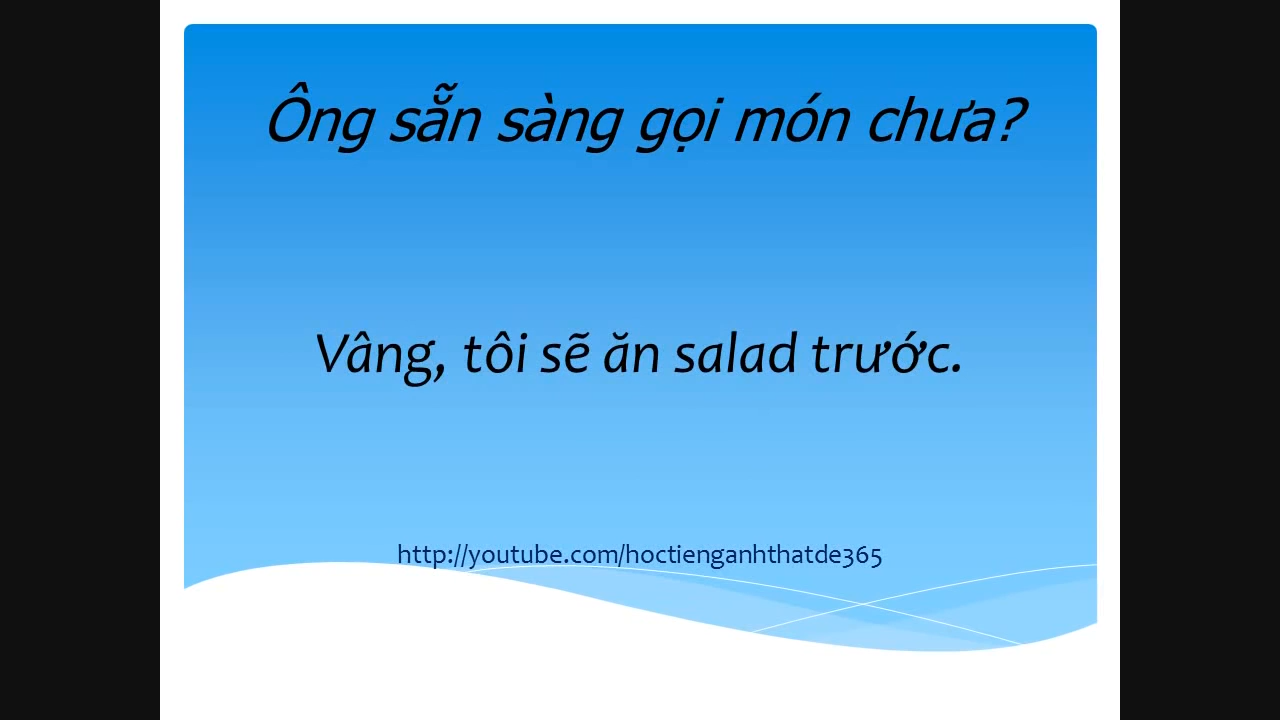 Ông sẵn sàng gọi món chưa?
Vâng, tôi sẽ ăn salad trước.
http://youtube.com/hoctienganhthatde365